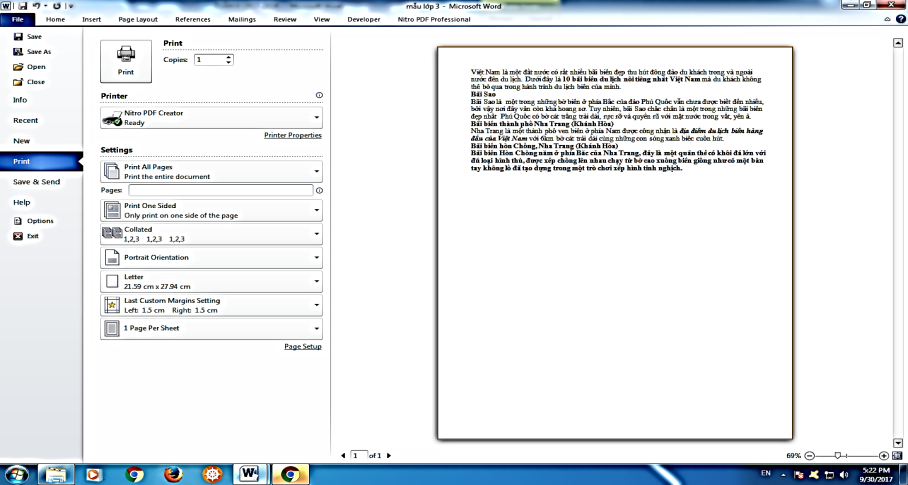 mẫu lớp 3 - Microsoft Word
File Home Insert Page Layout References Mailings Review View Developer Nitro PDF Professional
Save
Save As
Open
Close
Info
Recent
New
Print
Save & Send
Help
Options
Exit
Print
Print
Copies: 1
Printer
Nitro PDF Creator
Ready
Printer Properties
Settings
Print All Pages
Print the entire document
Pages:
Print One Sided
Only print on one side of the page
Collated
1,2,3 1,2,3 1,2,3
Portrait Orientation
Letter
21.59 cm x 27.94 cm
Last Custom Margins Setting
Left: 1.5 cm Right: 1.5 cm
1 Page Per Sheet
Page Setup
Việt Nam là một đất nước có rất nhiều bãi biển đẹp thu hút đông đảo du khách trong và ngoài
nước đến du lịch. Dưới đây là 10 bãi biển du lịch nổi tiếng nhất Việt Nam mà du khách không
thể bỏ qua trong hành trình du lịch biển của mình.
Bãi Sao
Bãi Sao là một trong những bờ biển ở phía Bắc của đảo Phú Quốc vẫn chưa được biết đến nhiều,
bởi vậy nơi đây vẫn còn khá hoang sơ. Tuy nhiên, bãi Sao chắc chắn là một trong những bãi biển
đẹp nhất Phú Quốc có bờ cát trắng trải dài, rực rỡ và quyến rũ với mặt nước trong vắt, yên ả.
Bãi biển thành phố Nha Trang (Khánh Hòa)
Nha Trang là một thành phố ven biển ở phía Nam được công nhận là địa điểm du lịch biển hàng
đầu của Việt Nam với 6km bờ cát trải dài cùng những con sóng xanh biếc cuốn hút.
Bãi biển hòn Chồng, Nha Trang (Khánh Hòa)
Bãi biển Hòn Chồng nằm ở phía Bắc của Nha Trang, đây là một quần thể có khối đá lớn với
đủ loại hình thù, được xếp chồng lên nhau chạy từ bờ cao xuống biển giống như có một bàn
tay khổng lồ đã tạo dựng trong một trò chơi xếp hình tinh nghịch.
1 of 1
69%
EN
5:22 PM
9/30/2017